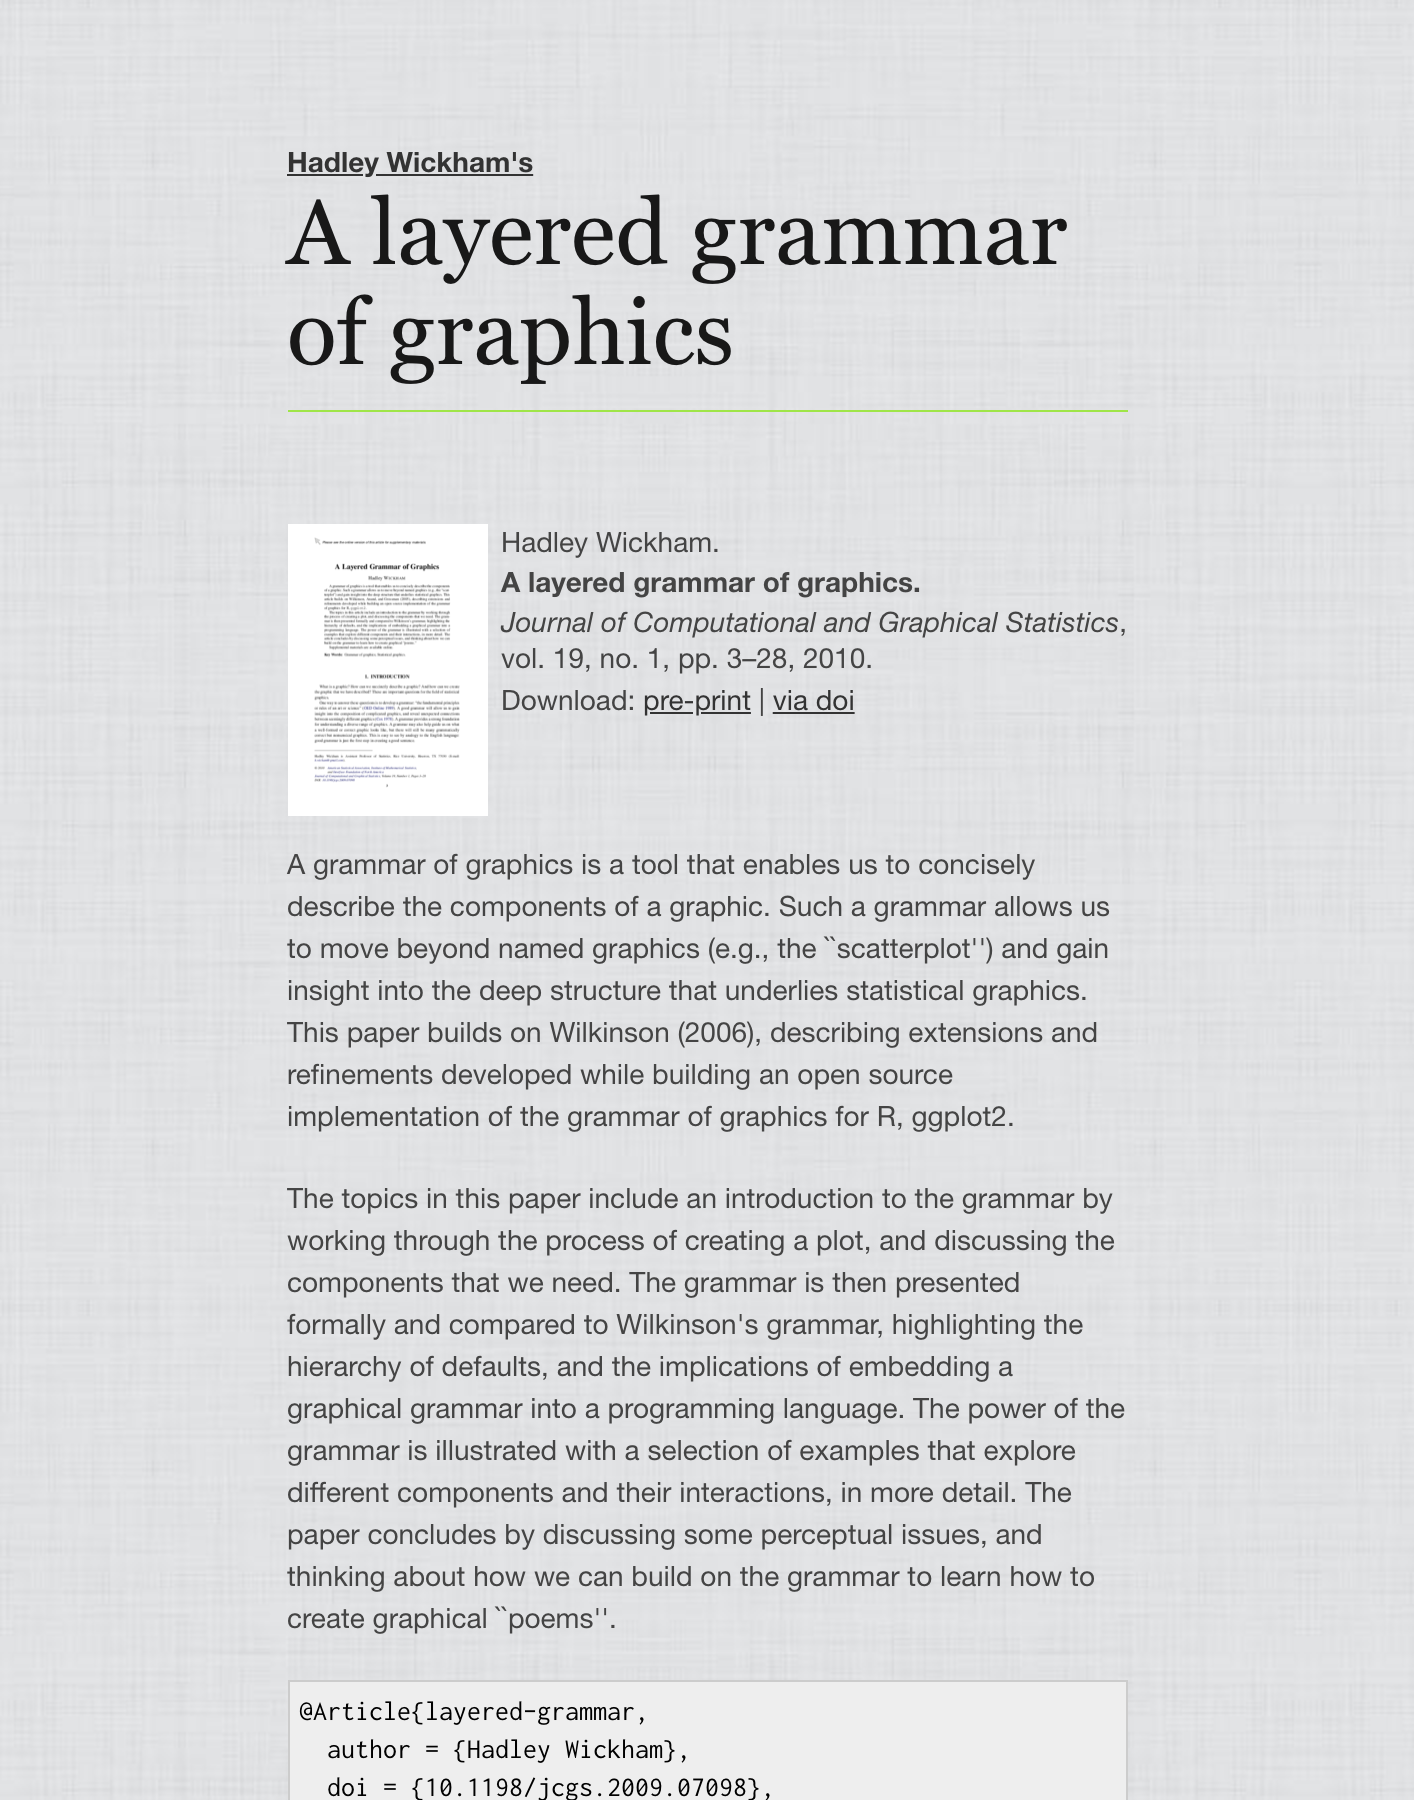 Hadley Wickham's
A layered grammar
of graphics
A Layered Grammar of Graphics
Hadley Wickham
1. INTRODUCTION
Hadley Wickham.
A layered grammar of graphics.
Journal of Computational and Graphical Statistics,
vol. 19, no. 1, pp. 3–28, 2010.
Download: pre-print | via doi
A grammar of graphics is a tool that enables us to concisely
describe the components of a graphic. Such a grammar allows us
to move beyond named graphics (e.g., the ``scatterplot'') and gain
insight into the deep structure that underlies statistical graphics.
This paper builds on Wilkinson (2006), describing extensions and
refinements developed while building an open source
implementation of the grammar of graphics for R, ggplot2.
The topics in this paper include an introduction to the grammar by
working through the process of creating a plot, and discussing the
components that we need. The grammar is then presented
formally and compared to Wilkinson's grammar, highlighting the
hierarchy of defaults, and the implications of embedding a
graphical grammar into a programming language. The power of the
grammar is illustrated with a selection of examples that explore
different components and their interactions, in more detail. The
paper concludes by discussing some perceptual issues, and
thinking about how we can build on the grammar to learn how to
create graphical ``poems''.
@Article{layered-grammar,
author = {Hadley Wickham},
doi = {10.1198/jcgs.2009.07098},